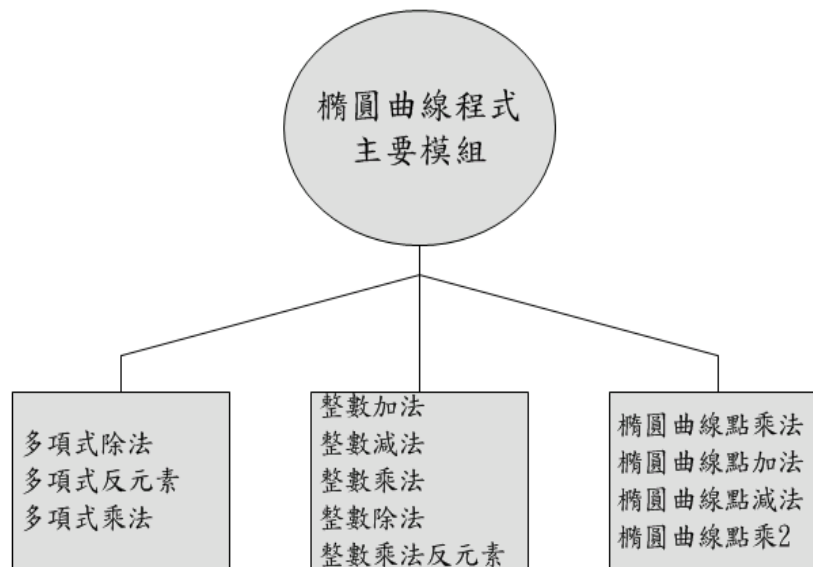 橢圓曲線程式
主要模組
多項式除法
多項式反元素
多項式乘法
整數加法
整數減法
整數乘法
整數除法
整數乘法反元素
橢圓曲線點乘法
橢圓曲線點加法
橢圓曲線點減法
橢圓曲線點乘2